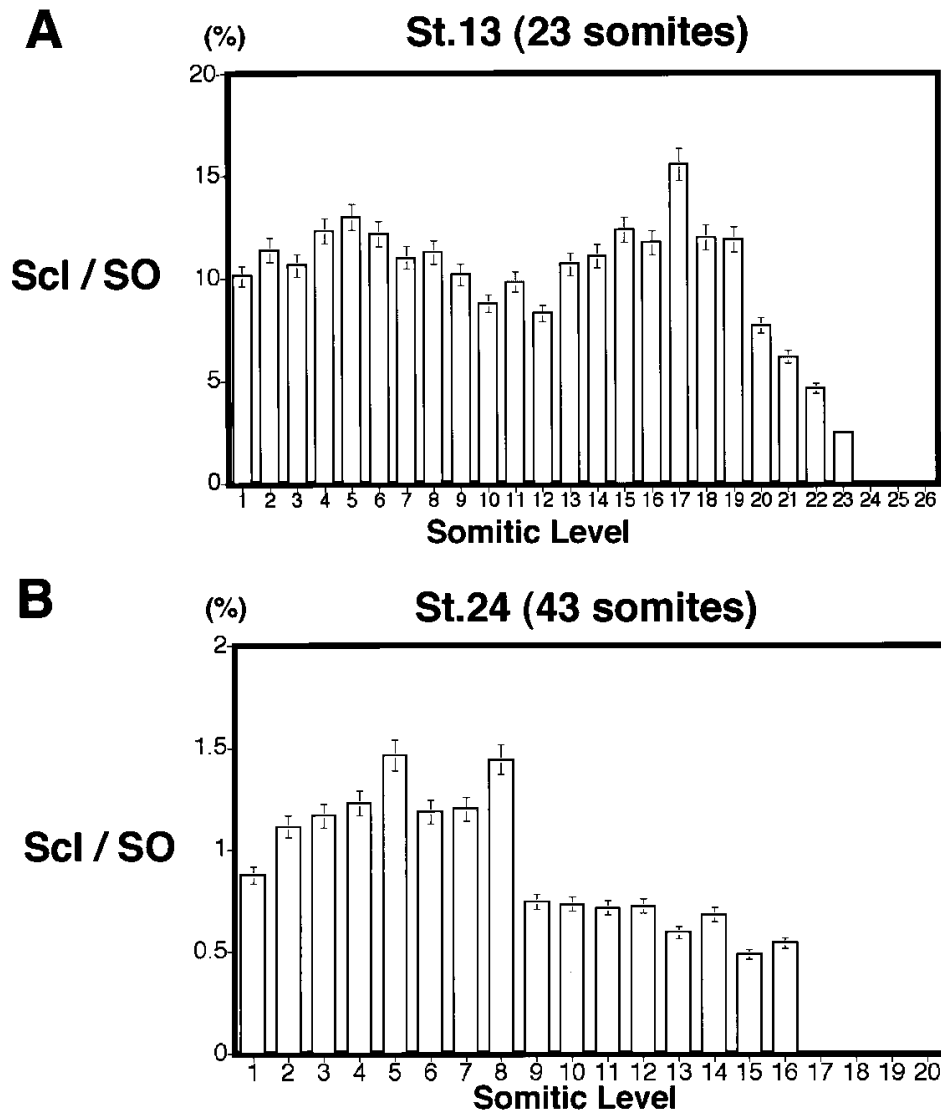 A (%) St.13 (23 somites)
20
15
Scl / SO 10
5
0
1 2 3 4 5 6 7 8 9 10 11 12 13 14 15 16 17 18 19 20 21 22 23 24 25 26
Somitic Level
B (%) St.24 (43 somites)
2
1.5
Scl / SO 1
0.5
0
1 2 3 4 5 6 7 8 9 10 11 12 13 14 15 16 17 18 19 20
Somitic Level